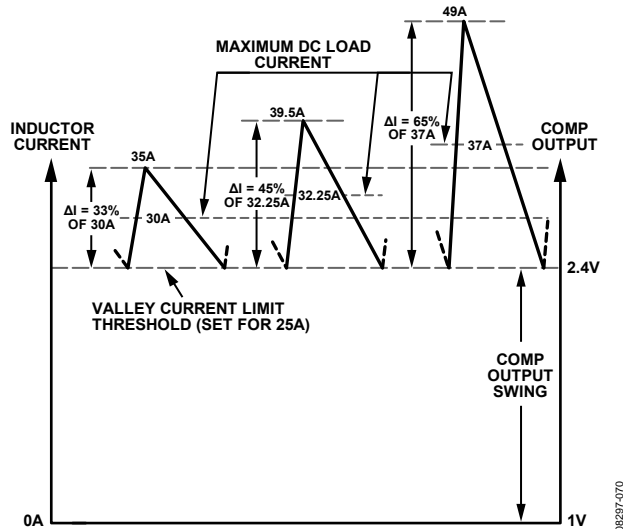 49A
MAXIMUM DC LOAD
CURRENT
39.5A
INDUCTOR
CURRENT
35A
ΔI = 65%
OF 37A
37A
COMP
OUTPUT
ΔI = 45%
OF 32.25A
32.25A
ΔI = 33%
OF 30A
30A
2.4V
VALLEY CURRENT LIMIT
THRESHOLD (SET FOR 25A)
COMP
OUTPUT
SWING
0A
1V
08297-070